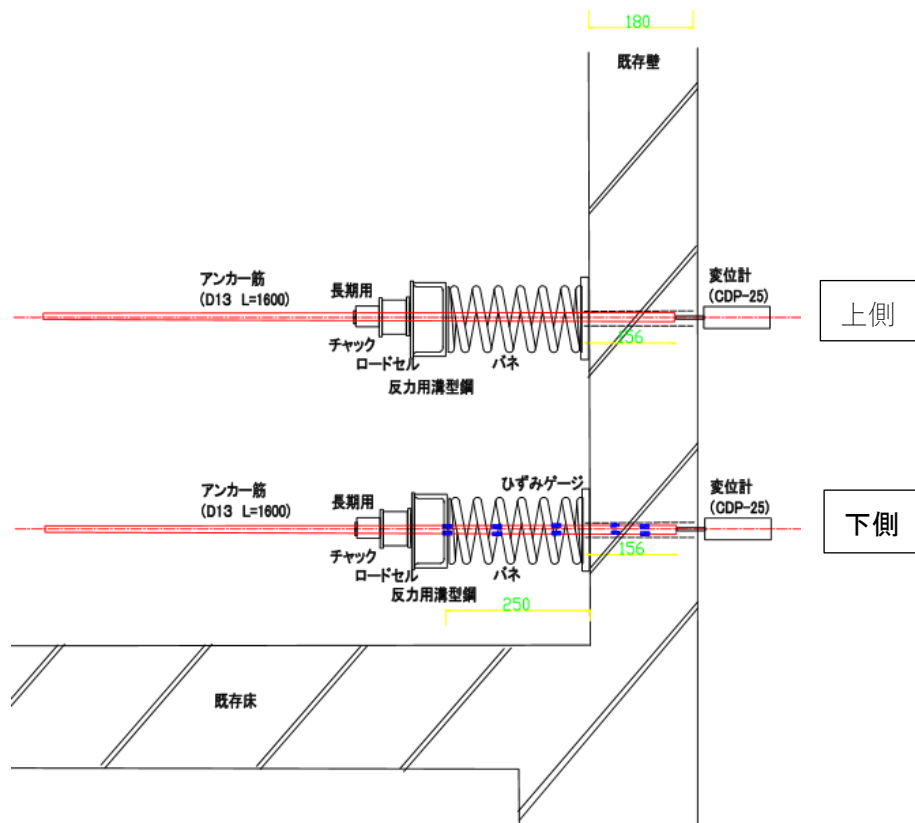 180
既存壁
アンカー筋
(D13 L=1600)
長期用
チャック
ロードセル
反力用溝型鋼
バネ
156
変位計
(CDP-25)
上側
アンカー筋
(D13 L=1600)
長期用
チャック
ロードセル
反力用溝型鋼
ひずみゲージ
バネ
156
250
変位計
(CDP-25)
下側
既存床